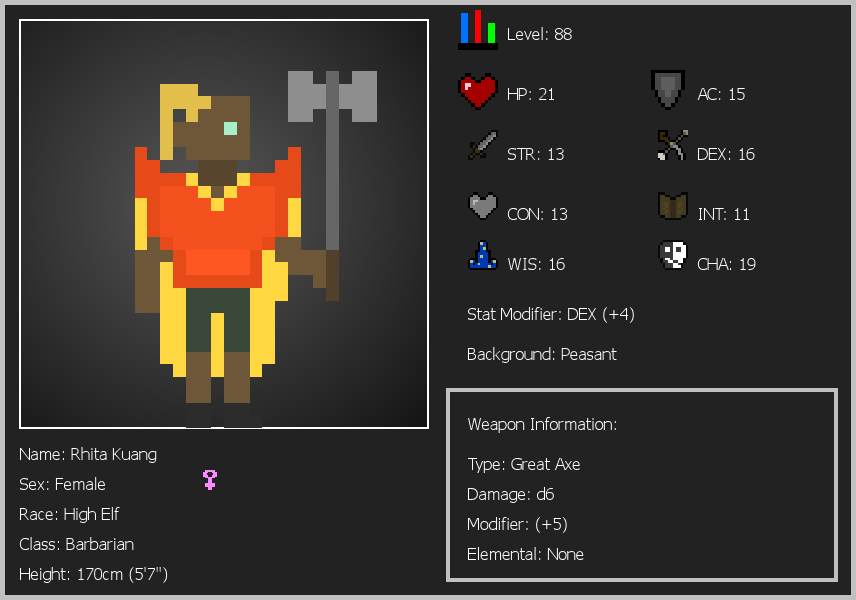 Level: 88
HP: 21
AC: 15
STR: 13
DEX: 16
CON: 13
INT: 11
WIS: 16
CHA: 19
Stat Modifier: DEX (+4)
Background: Peasant
Weapon Information:
Type: Great Axe
Damage: d6
Modifier: (+5)
Elemental: None
Name: Rhita Kuang
Sex: Female
Race: High Elf
Class: Barbarian
Height: 170cm (5'7")